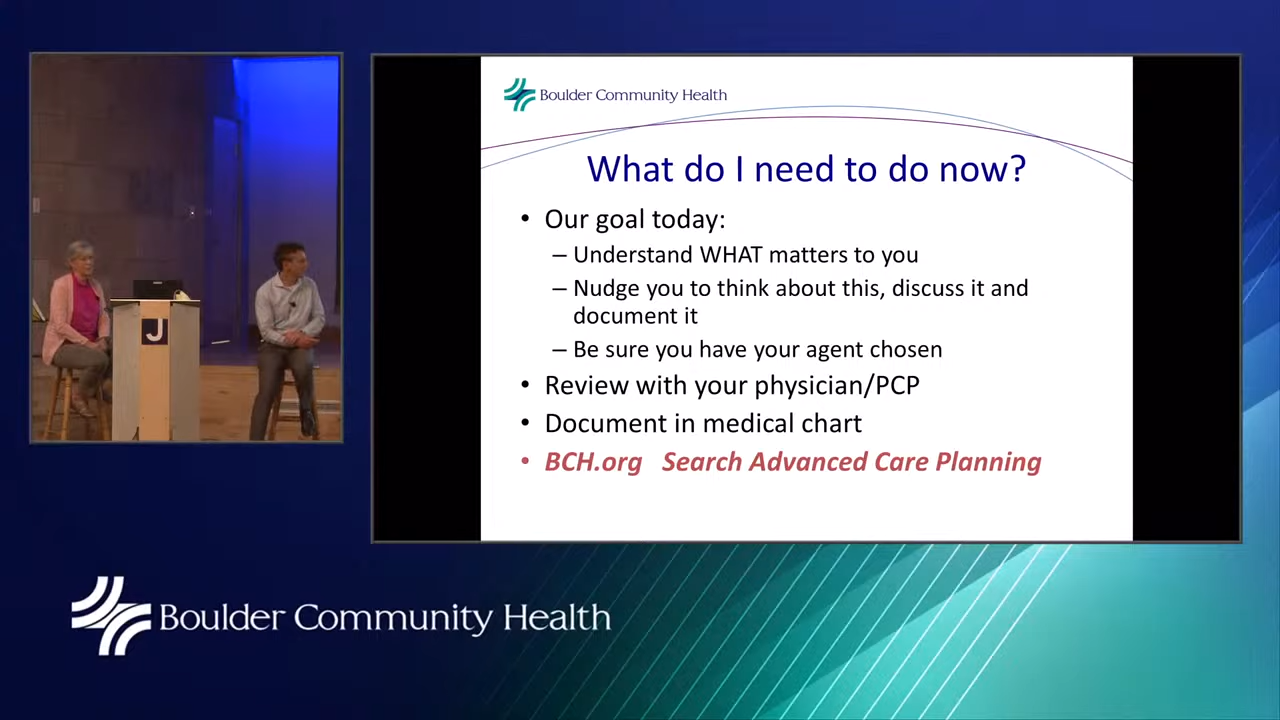 Boulder Community Health
What do I need to do now?
• Our goal today:
– Understand WHAT matters to you
– Nudge you to think about this, discuss it and
document it
– Be sure you have your agent chosen
• Review with your physician/PCP
• Document in medical chart
• BCH.org Search Advanced Care Planning
J
Boulder Community Health